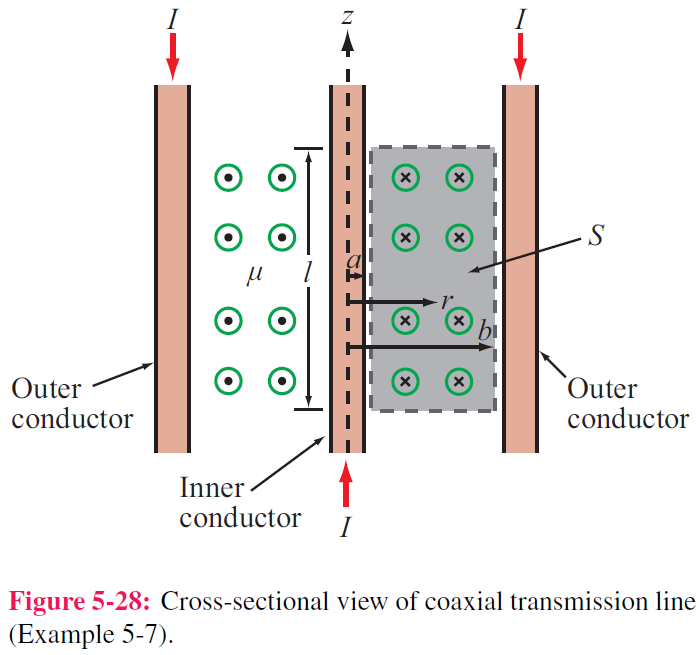 I
z
I
S
a
μ
l
r
b
Outer
conductor
Outer
conductor
Inner
conductor
I
Figure 5-28: Cross-sectional view of coaxial transmission line
(Example 5-7).